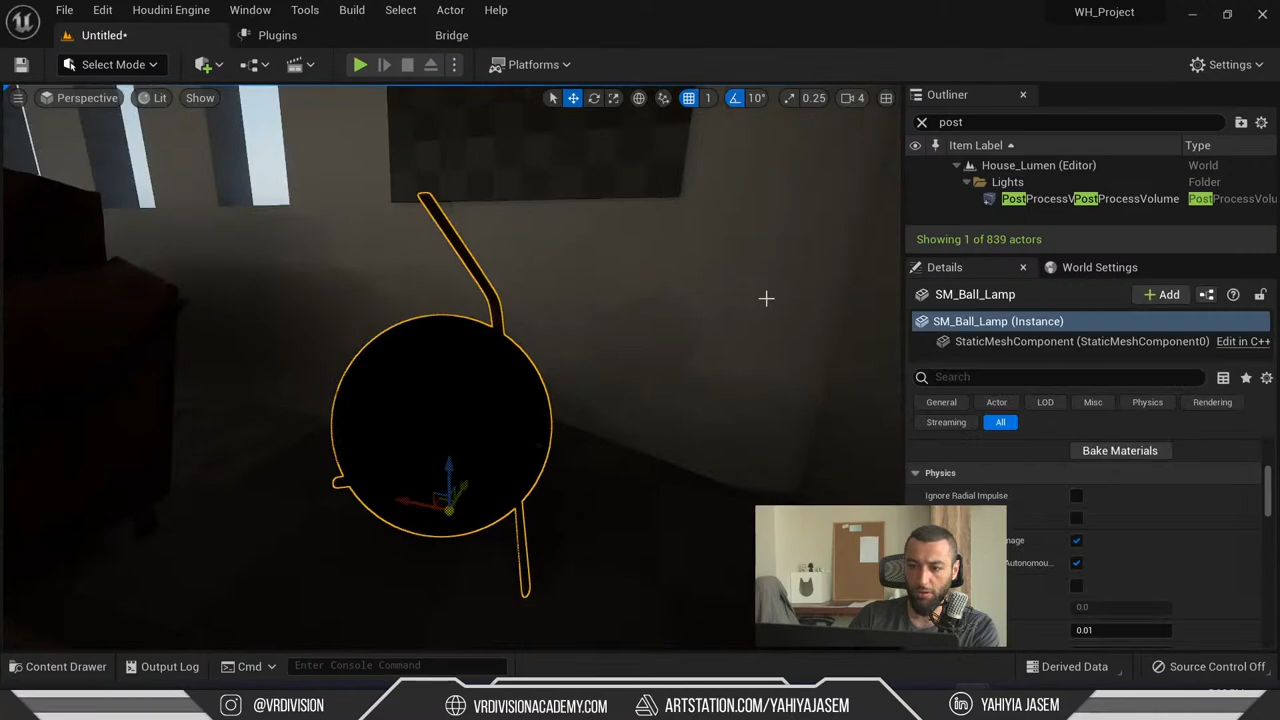 File Edit Houdini Engine Window Tools Build Select Actor Help
WH_Project
Untitled*
Plugins
Bridge
Select Mode
Platforms
Settings
Perspective Lit Show
1 10° 0.25 4
Outliner
post
Item Label Type
House_Lumen (Editor) World
Lights Folder
PostProcessVPostProcessVolume PostProcessVolu
Showing 1 of 839 actors
Details World Settings
SM_Ball_Lamp
Add
SM_Ball_Lamp (Instance)
StaticMeshComponent (StaticMeshComponent0) Edit in C++
Search
General Actor LOD Misc Physics Rendering
Streaming All
Bake Materials
Physics
Ignore Radial Impulse
mage
Autonomou...
0.0
0.01
Content Drawer Output Log Cmd Enter Console Command Derived Data Source Control Off
@VRDIVISION VRDIVISIONACADEMY.COM ARTSTATION.COM/YAHIYAJASEM YAHIYIA JASEM